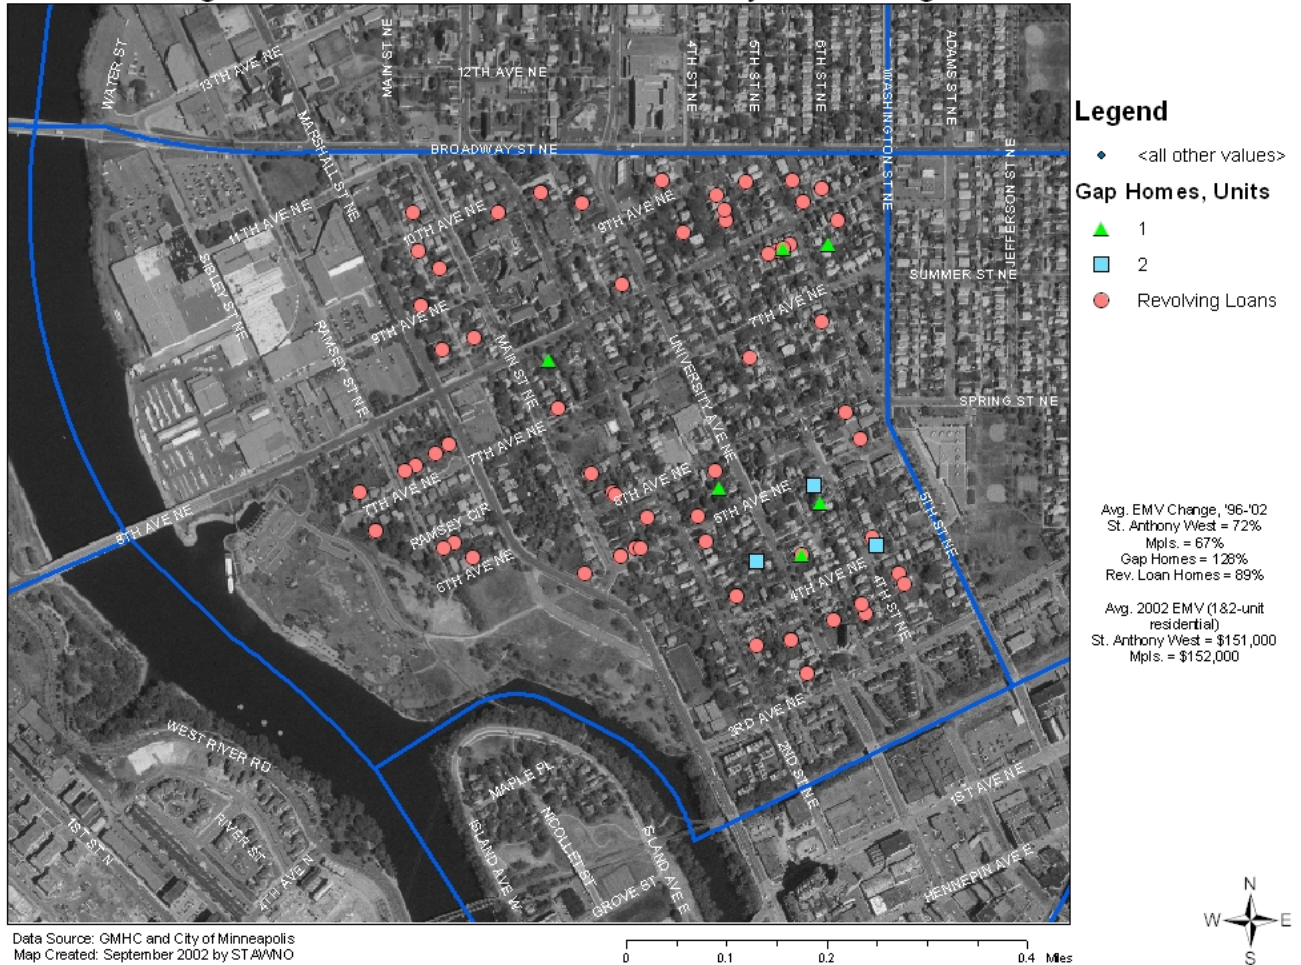 WATER ST
13TH AVE NE
MAIN ST NE
12TH AVE NE
4TH ST NE
5TH ST NE
6TH ST NE
WASHINGTON ST NE
ADAMS ST NE
JEFFERSON ST NE
MARSHALL ST NE
BROADWAY ST NE
11TH AVE NE
10TH AVE NE
9TH AVE NE
SIBLEY ST NE
SUMMER ST NE
7TH AVE NE
RAMSEY ST NE
9TH AVE NE
MAIN ST NE
UNIVERSITY AVE NE
SPRING ST NE
7TH AVE NE
7TH AVE NE
6TH AVE NE
5TH AVE NE
5TH ST NE
8TH AVE NE
RAMSEY CIR
6TH AVE NE
4TH AVE NE
4TH ST NE
3RD AVE NE
2ND ST NE
WEST RIVER RD
MAPLE PL
1ST AVE NE
1ST ST N
RIVER ST
4TH AVE N
ISLAND AVE W
NICOLLET ST
ISLAND AVE E
GROVE ST
HENNEPIN AVE E
Legend
<all other values>
Gap Homes, Units
1
2
Revolving Loans
Avg. EMV Change, '96-'02
St. Anthony West = 72%
Mpls. = 67%
Gap Homes = 128%
Rev. Loan Homes = 89%
Avg. 2002 EMV (1&2-unit
residential)
St. Anthony West = $151,000
Mpls. = $152,000
N
W E
S
Data Source: GMHC and City of Minneapolis
Map Created: September 2002 by STAWNO
0 0.1 0.2 0.4 Miles